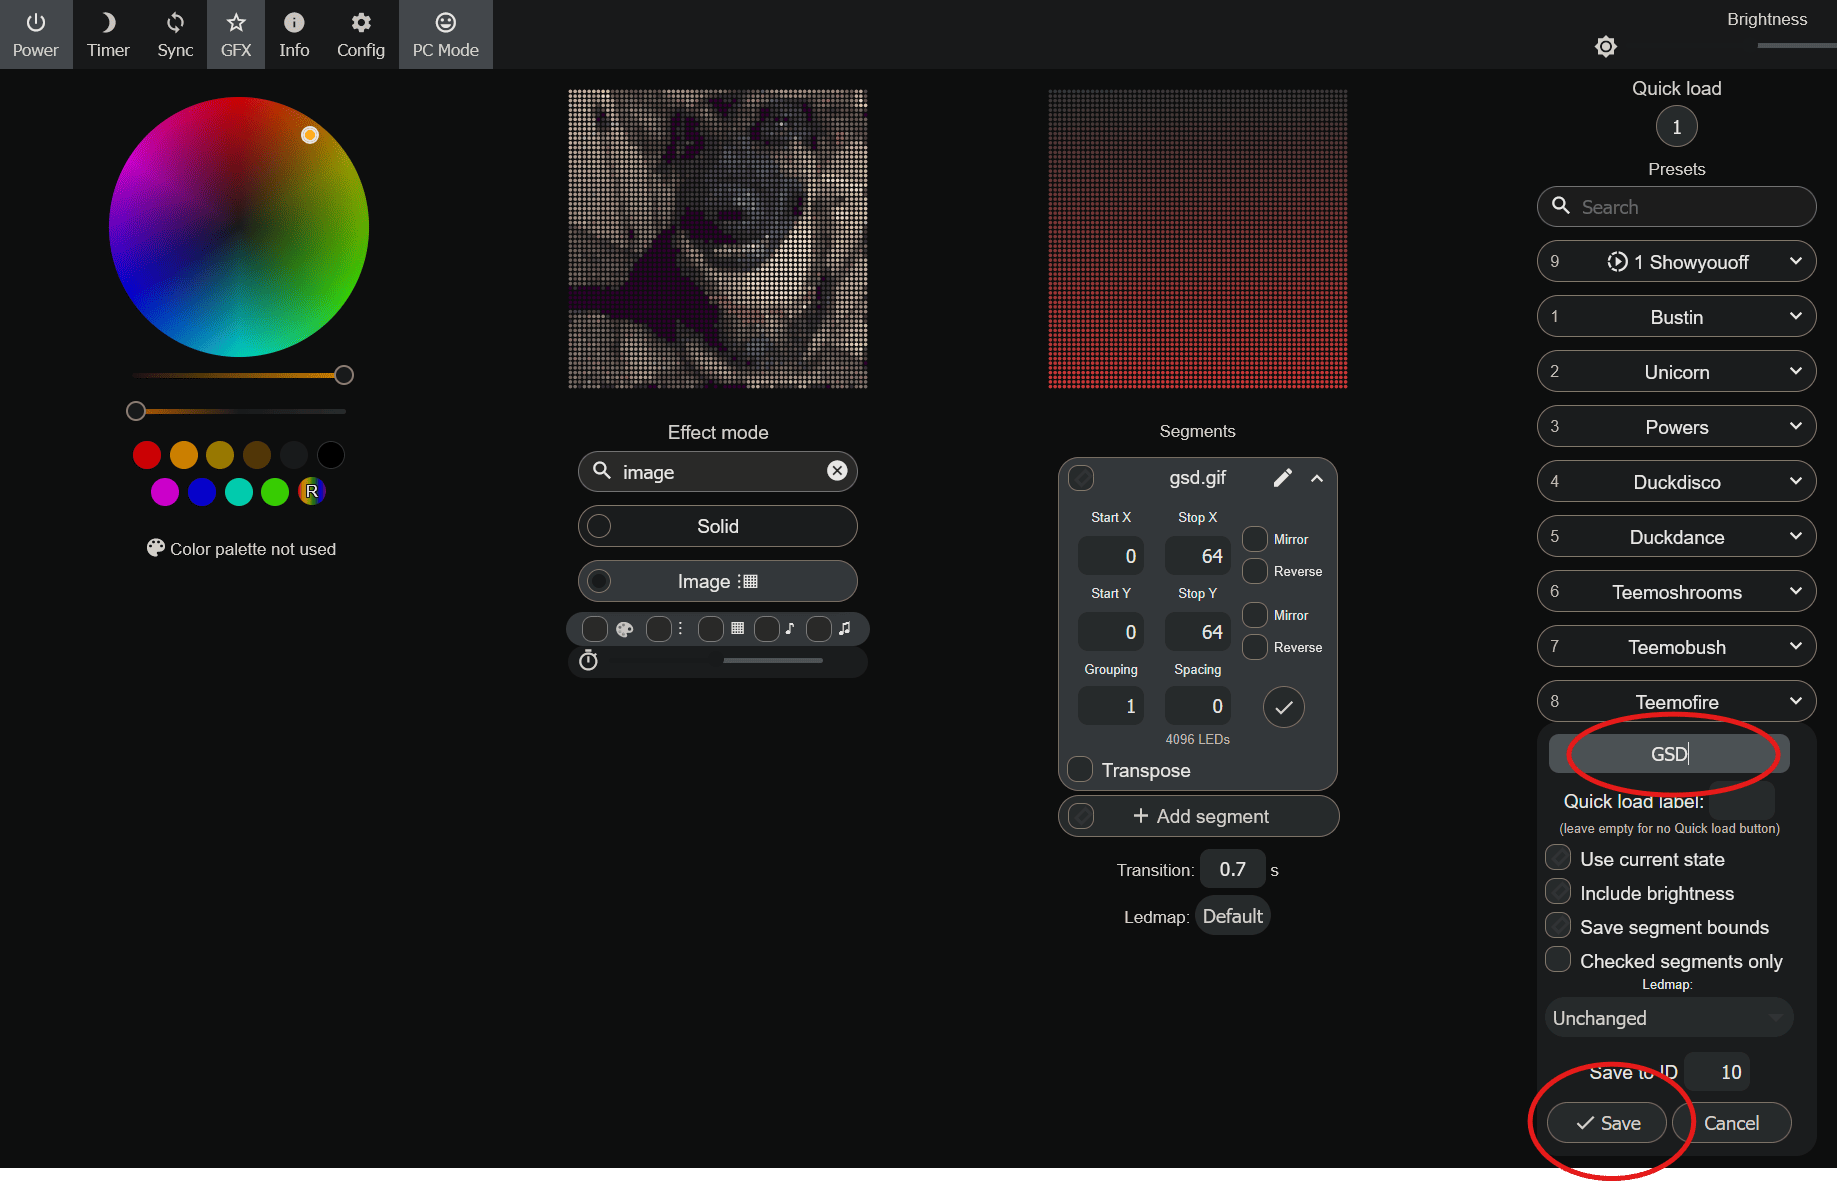 Power
Timer
Sync
GFX
Info
Config
PC Mode
Brightness
R
Color palette not used
Effect mode
image
Solid
Image
Segments
gsd.gif
Start X
Stop X
0
64
Mirror
Reverse
Start Y
Stop Y
0
64
Mirror
Reverse
Grouping
Spacing
1
0
4096 LEDs
Transpose
+ Add segment
Transition: 0.7 s
Ledmap: Default
Quick load
1
Presets
Search
9 1 Showyouoff
1 Bustin
2 Unicorn
3 Powers
4 Duckdisco
5 Duckdance
6 Teemoshrooms
7 Teemobush
8 Teemofire
GSD
Quick load label:
(leave empty for no Quick load button)
Use current state
Include brightness
Save segment bounds
Checked segments only
Ledmap:
Unchanged
Save to ID 10
Save
Cancel